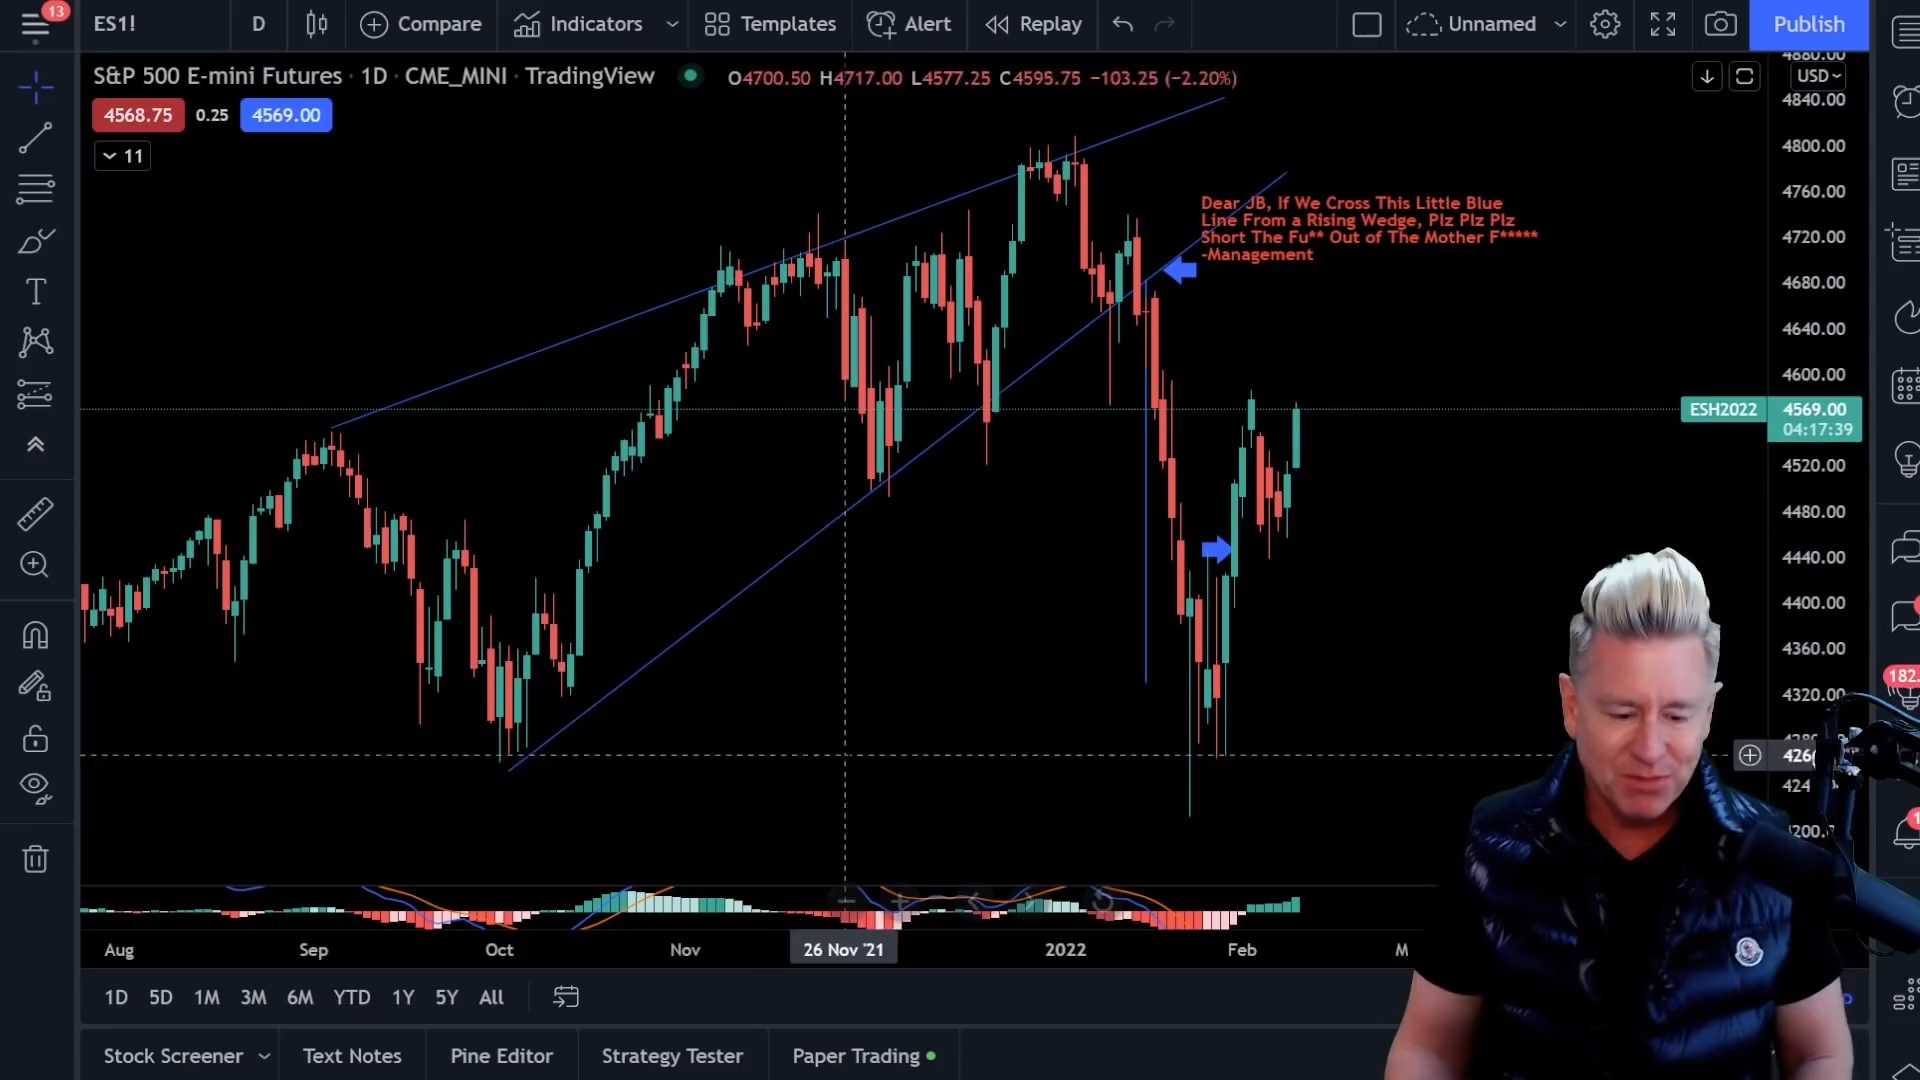 13
ES1!
D
Compare
Indicators
Templates
Alert
Replay
Unnamed
Publish
S&P 500 E-mini Futures · 1D · CME_MINI · TradingView
O4700.50 H4717.00 L4577.25 C4595.75 −103.25 (−2.20%)
USD
4568.75
0.25
4569.00
11
4880.00
4840.00
4800.00
4760.00
4720.00
4680.00
4640.00
4600.00
ESH2022
4569.00
04:17:39
4520.00
4480.00
4440.00
4400.00
4360.00
4320.00
Dear JB, If We Cross This Little Blue
Line From a Rising Wedge, Plz Plz Plz
Short The Fu** Out of The Mother F*****
-Management
182.
Aug
Sep
Oct
Nov
26 Nov '21
2022
Feb
M
1D
5D
1M
3M
6M
YTD
1Y
5Y
All
Stock Screener
Text Notes
Pine Editor
Strategy Tester
Paper Trading